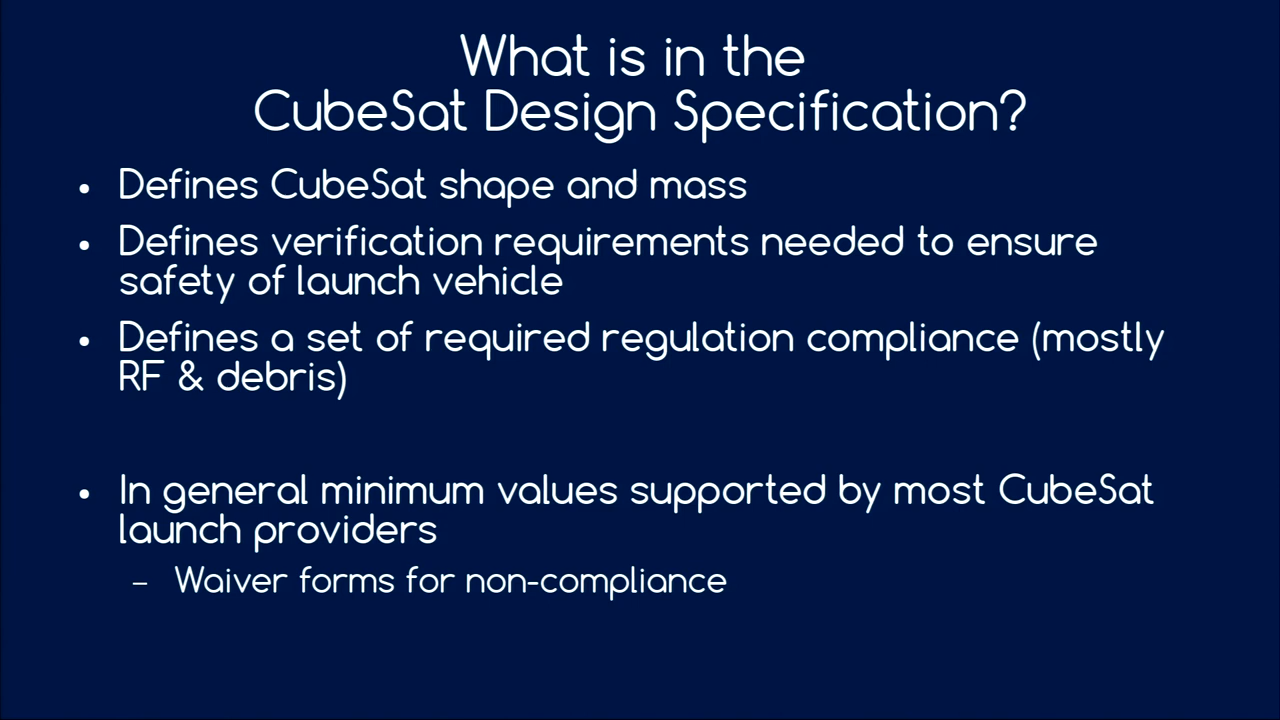 What is in the
CubeSat Design Specification?
• Defines CubeSat shape and mass
• Defines verification requirements needed to ensure
safety of launch vehicle
• Defines a set of required regulation compliance (mostly
RF & debris)
• In general minimum values supported by most CubeSat
launch providers
– Waiver forms for non-compliance